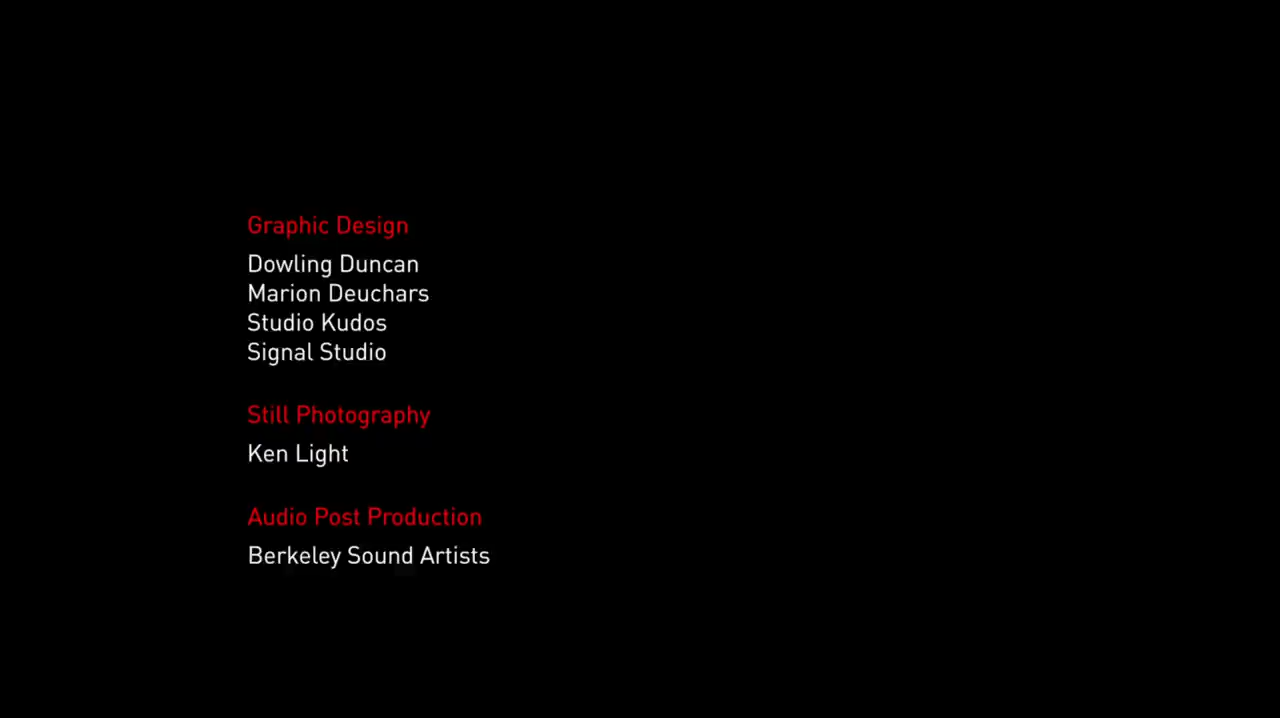 Graphic Design
Dowling Duncan
Marion Deuchars
Studio Kudos
Signal Studio
Still Photography
Ken Light
Audio Post Production
Berkeley Sound Artists